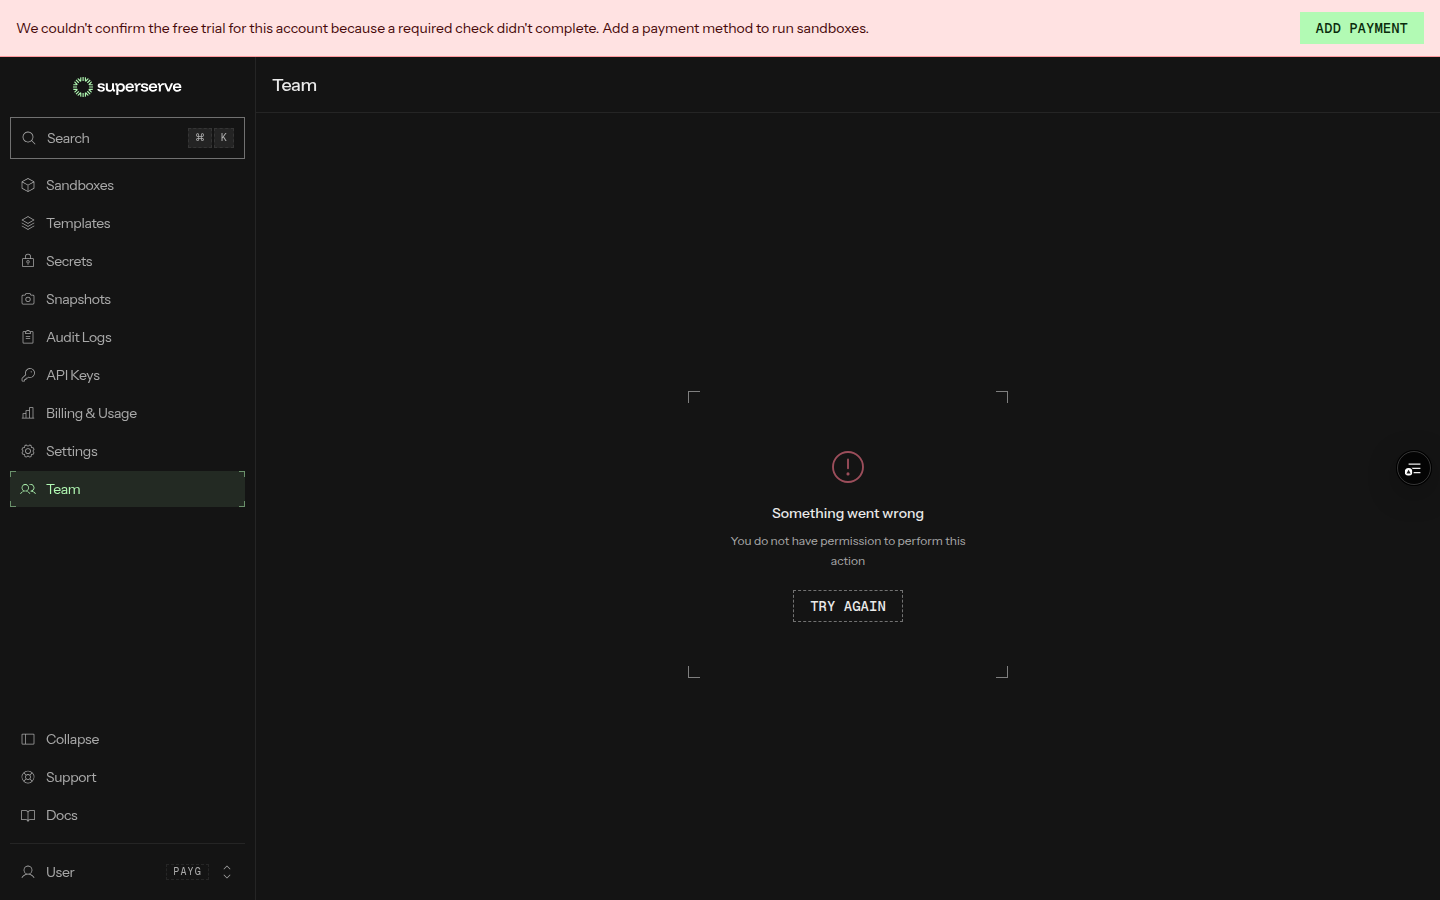 We couldn't confirm the free trial for this account because a required check didn't complete. Add a payment method to run sandboxes.
ADD PAYMENT
superserve
Team
Search
⌘ K
Sandboxes
Templates
Secrets
Snapshots
Audit Logs
API Keys
Billing & Usage
Settings
Team
Something went wrong
You do not have permission to perform this
action
TRY AGAIN
Collapse
Support
Docs
User
PAYG